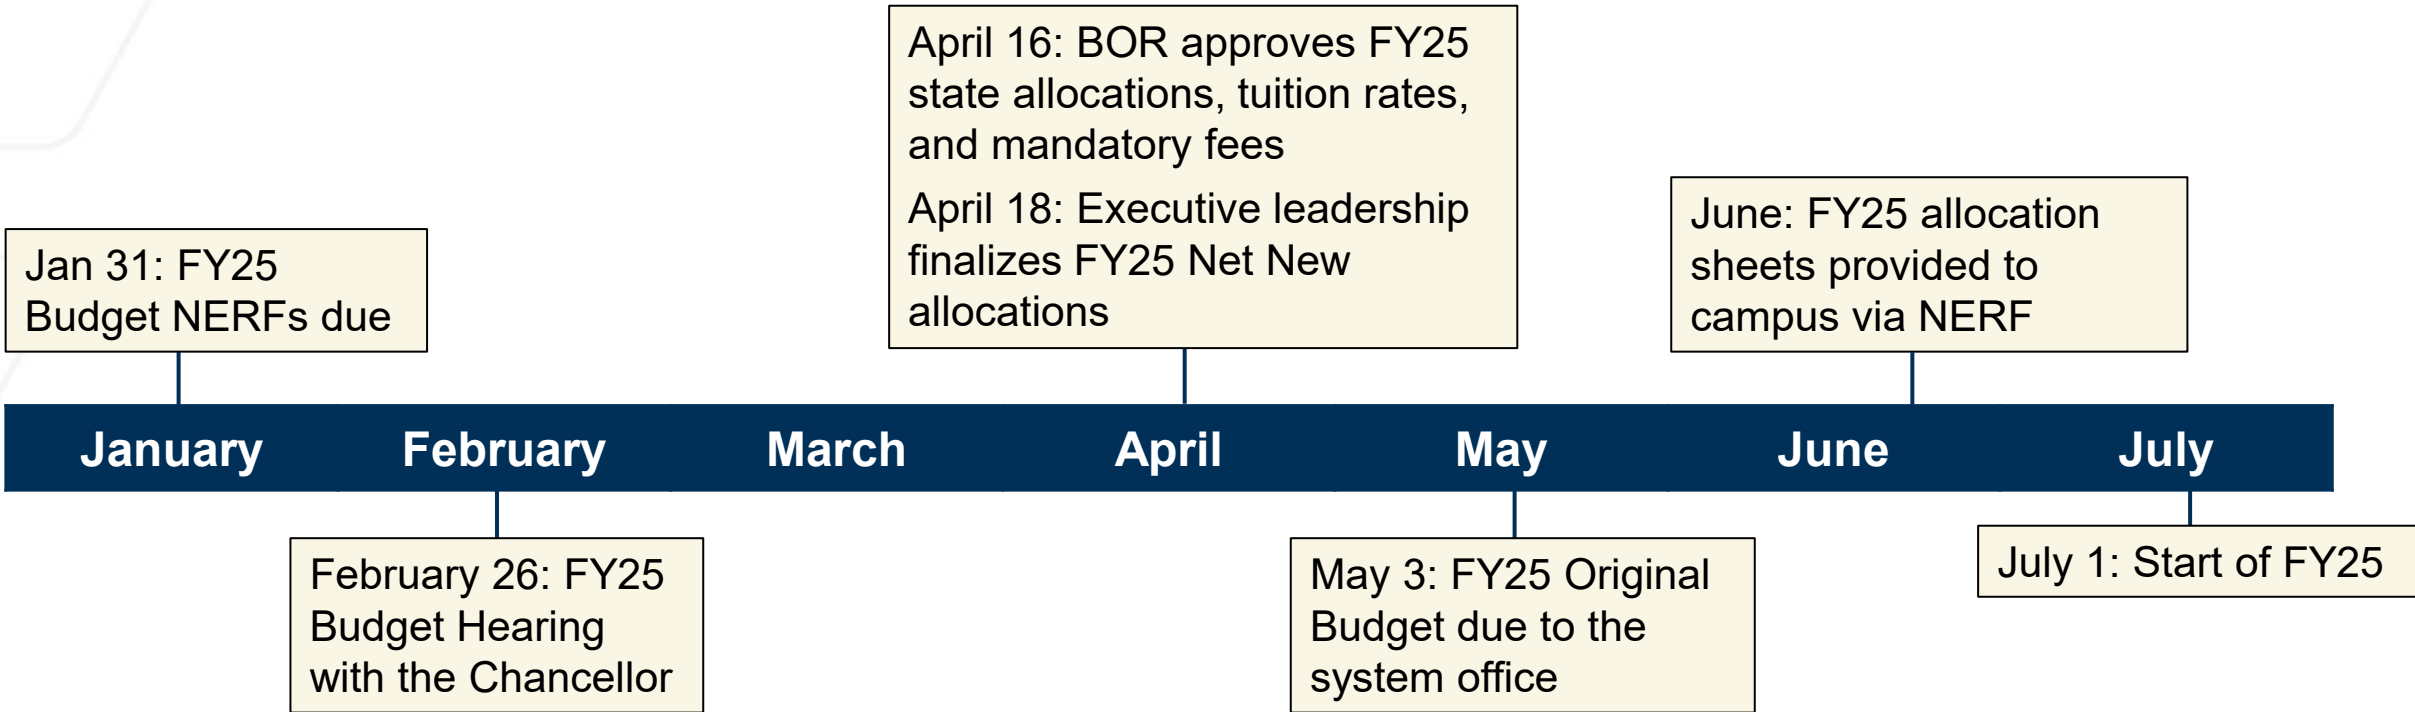 April 16: BOR approves FY25
state allocations, tuition rates,
and mandatory fees
April 18: Executive leadership
finalizes FY25 Net New
allocations
June: FY25 allocation
sheets provided to
campus via NERF
Jan 31: FY25
Budget NERFs due
January
February
March
April
May
June
July
February 26: FY25
Budget Hearing
with the Chancellor
May 3: FY25 Original
Budget due to the
system office
July 1: Start of FY25